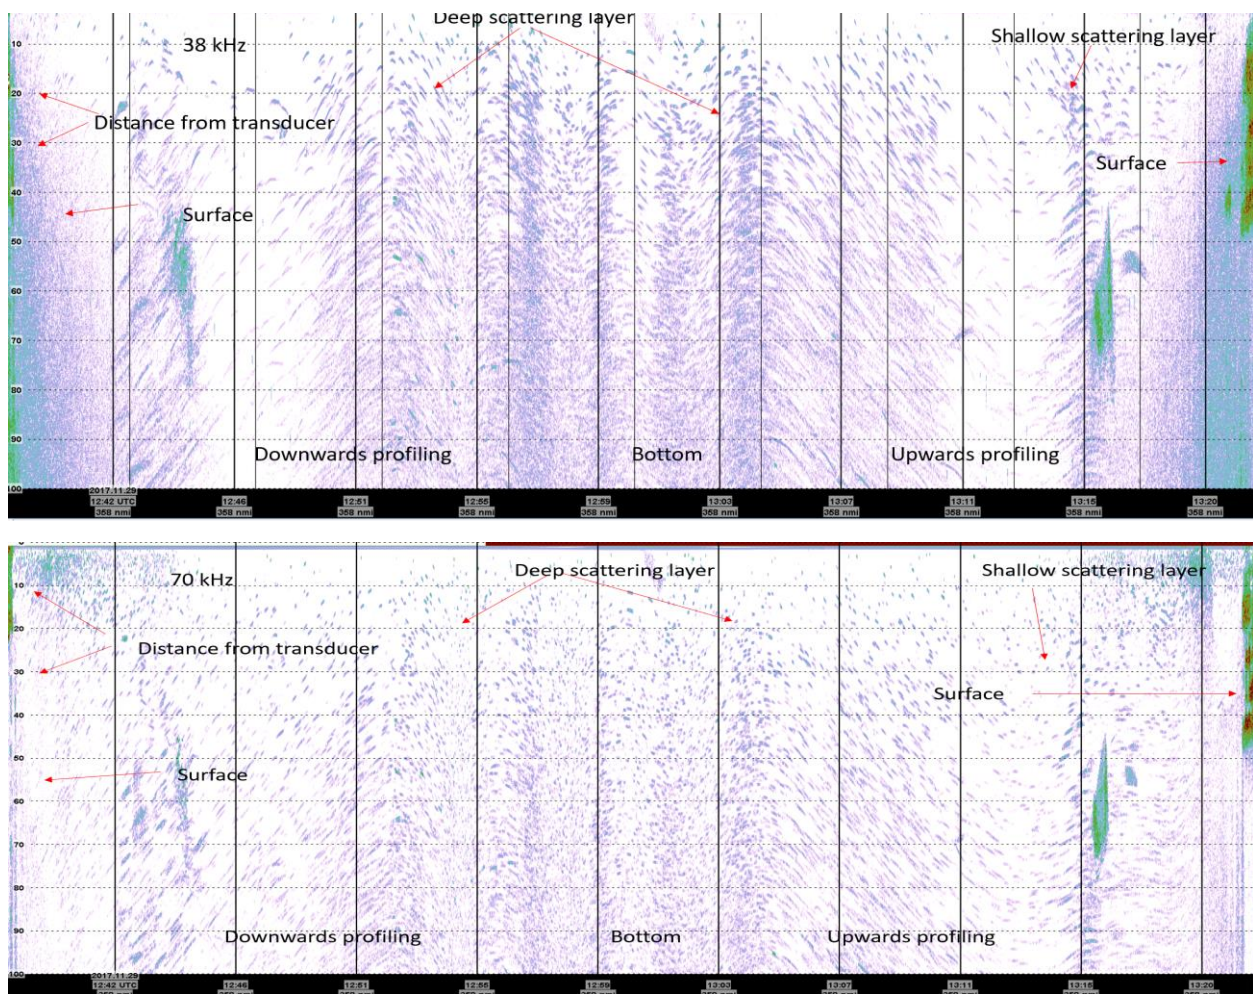 Deep scattering layer
10
38 kHz
Shallow scattering layer
20
Distance from transducer
30
Surface
40
Surface
50
60
70
80
90
Downwards profiling
Bottom
Upwards profiling
100
2017.11.29
12:42 UTC
12:46
12:51
12:55
12:59
13:03
13:07
13:11
13:15
13:20
358 nmi
358 nmi
358 nmi
358 nmi
358 nmi
358 nmi
358 nmi
358 nmi
358 nmi
358 nmi
70 kHz
Deep scattering layer
Shallow scattering layer
10
20
Distance from transducer
30
Surface
40
50
Surface
60
70
80
90
Downwards profiling
Bottom
Upwards profiling
100
2017.11.29
12:42 UTC
12:46
12:51
12:55
12:59
13:03
13:07
13:11
13:20